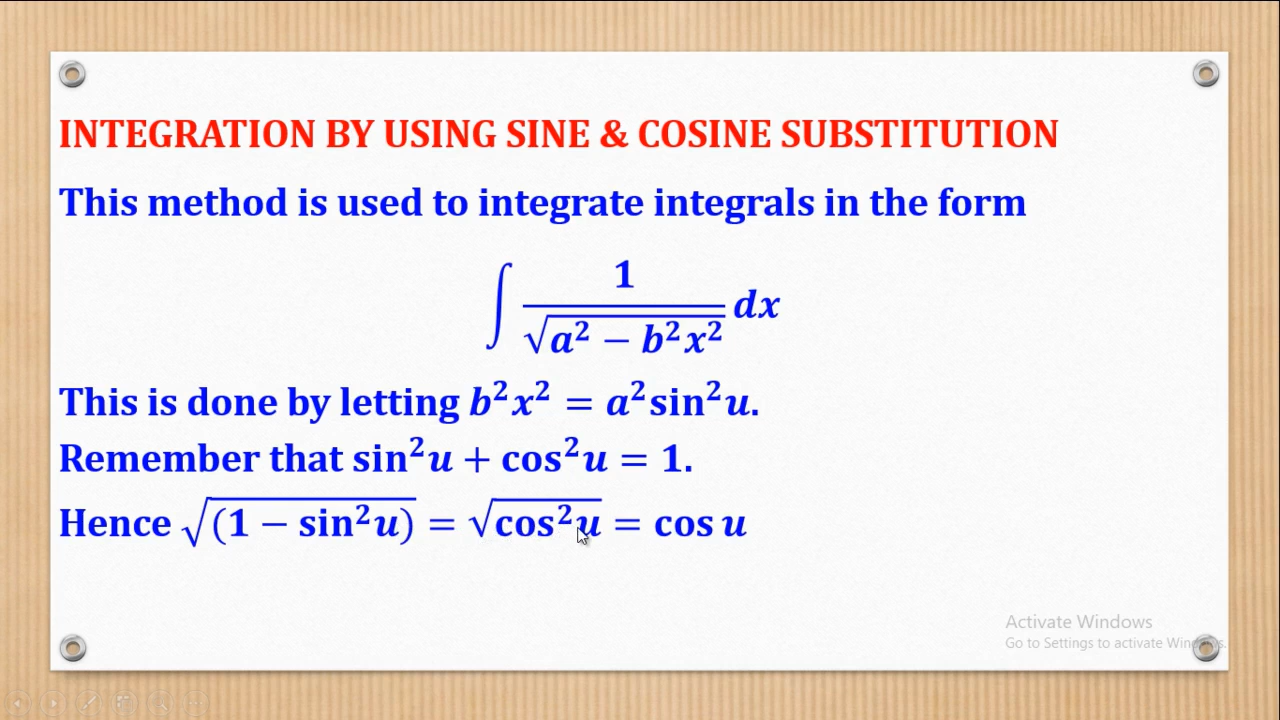 INTEGRATION BY USING SINE & COSINE SUBSTITUTION
This method is used to integrate integrals in the form
∫ 1/√(a² − b²x²) dx
This is done by letting b²x² = a²sin²u.
Remember that sin²u + cos²u = 1.
Hence √(1 − sin²u) = √cos²u = cos u
Activate Windows
Go to Settings to activate Windows.